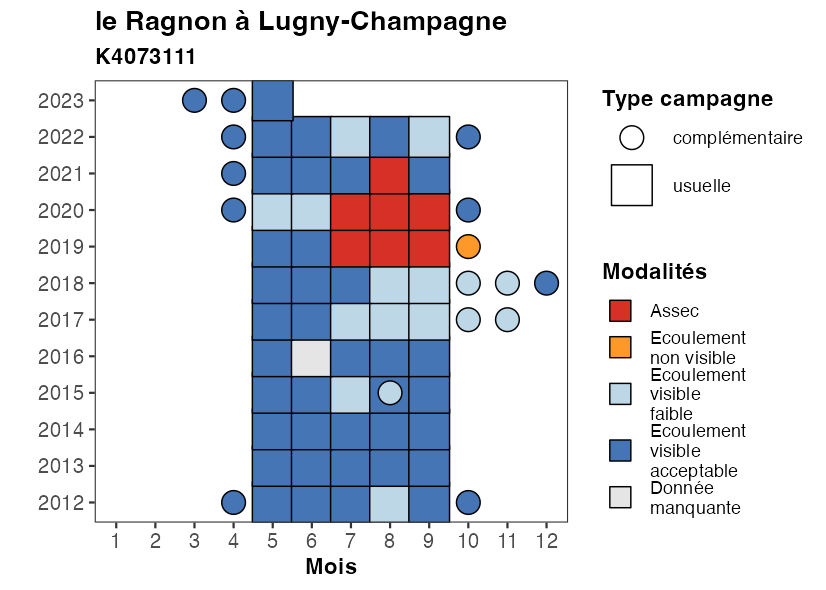 le Ragnon à Lugny-Champagne
K4073111
2023
2022
2021
2020
2019
2018
2017
2016
2015
2014
2013
2012
1 2 3 4 5 6 7 8 9 10 11 12
Mois
Type campagne
complémentaire
usuelle
Modalités
Assec
Ecoulement
non visible
Ecoulement
visible
faible
Ecoulement
visible
acceptable
Donnée
manquante